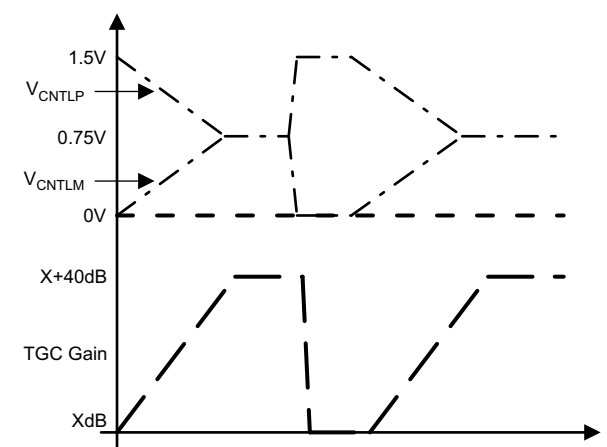 1.5V
VCNTLP
0.75V
VCNTLM
0V
X+40dB
TGC Gain
XdB